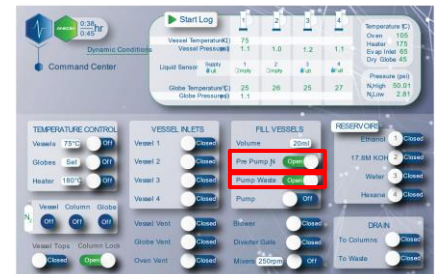 ANKOM
0:38 hr
0:45
Dynamic Conditions
Command Center
Start Log 1 2 3 4
Vessel Temperature(C) 75
Vessel Pressure(psi) 1.1 1.0 1.2 1.1
Liquid Sensor Supply 1 2 3 4
Full Empty Empty Full Full
Globe Temperature(C) 25 25 26 27
Globe Pressure(psi) 1.1
Temperature (C)
Oven 105
Heater 175
Evap Inlet 65
Dry Globe 45
Pressure (psi)
N₂High 50.01
N₂Low 2.81
TEMPERATURE CONTROL
Vessels 75°C Off
Globes Set Off
Heater 180°C Off
N₂
Vessel Column Globe
Off Off Off
Vessel Tops Column Lock
Closed Open
VESSEL INLETS
Vessel 1 Closed
Vessel 2 Closed
Vessel 3 Closed
Vessel 4 Closed
Vessel Vent Closed
Globe Vent Closed
Oven Vent Closed
FILL VESSELS
Volume 20ml
Pre Pump N Open
Pump Waste Open
Pump Off
Blower Closed
Diverter Gate Closed
Mixers 250rpm Off
RESERVOIRS
Ethanol 1 Closed
17.8M KOH 2 Closed
Water 3 Closed
Hexane 4 Closed
DRAIN
To Columns Closed
To Waste Closed